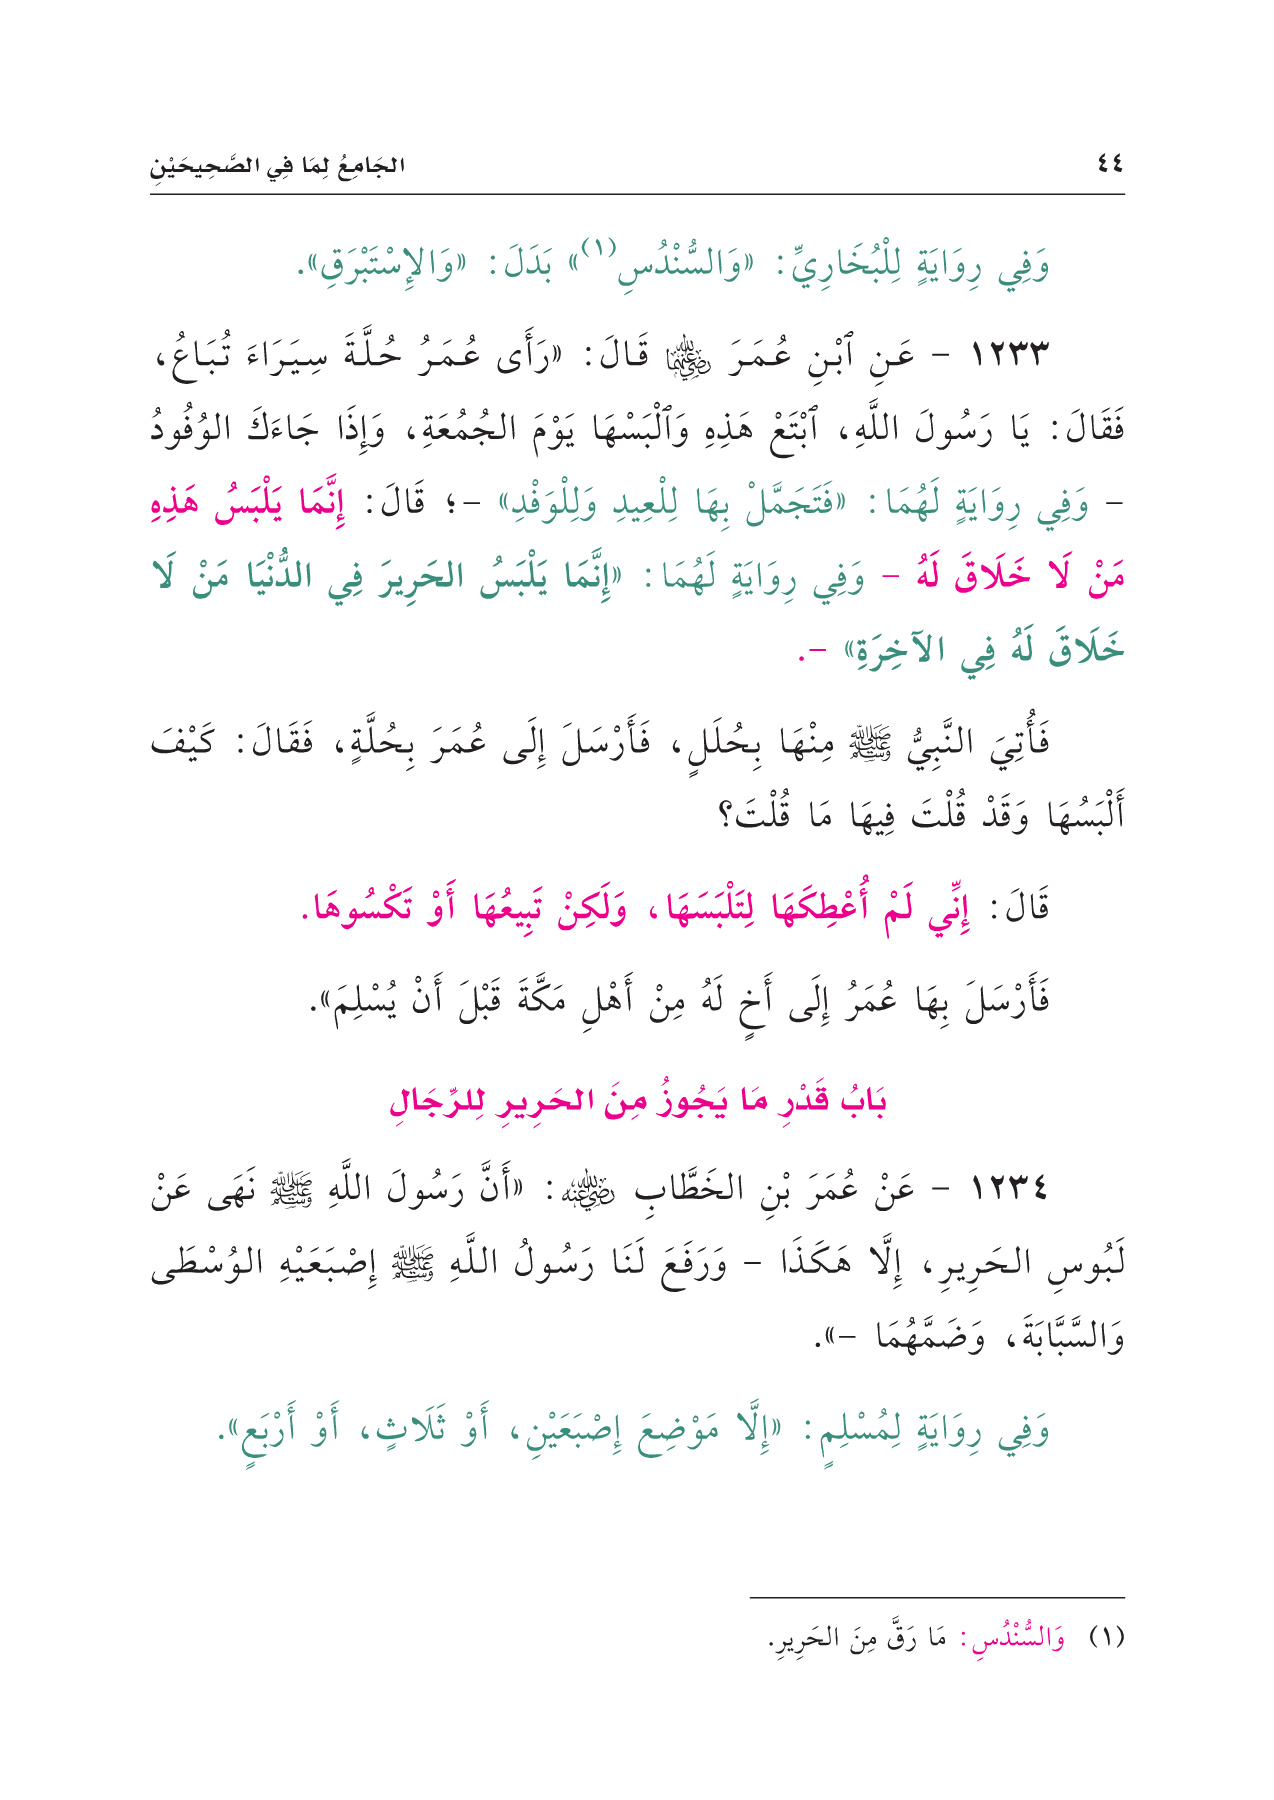 ٤٤
الجَامِعُ لِمَا فِي الصَّحِيحَيْنِ
وَفِي رِوَايَةٍ لِلْبُخَارِيِّ: «وَالسُّنْدُسِ(١)» بَدَلَ: «وَالإِسْتَبْرَقِ».
١٢٣٣ - عَنِ ٱبْنِ عُمَرَ رضي الله عنهما قَالَ: «رَأَى عُمَرُ حُلَّةَ سِيَرَاءَ تُبَاعُ،
فَقَالَ: يَا رَسُولَ اللَّهِ، ٱبْتَعْ هَذِهِ وَٱلْبَسْهَا يَوْمَ الجُمُعَةِ، وَإِذَا جَاءَكَ الوُفُودُ
- وَفِي رِوَايَةٍ لَهُمَا: «فَتَجَمَّلْ بِهَا لِلْعِيدِ وَلِلْوَفْدِ» -؛ قَالَ: إِنَّمَا يَلْبَسُ هَذِهِ
مَنْ لَا خَلَاقَ لَهُ - وَفِي رِوَايَةٍ لَهُمَا: «إِنَّمَا يَلْبَسُ الحَرِيرَ فِي الدُّنْيَا مَنْ لَا
خَلَاقَ لَهُ فِي الآخِرَةِ» -.
فَأُتِيَ النَّبِيُّ ﷺ مِنْهَا بِحُلَلٍ، فَأَرْسَلَ إِلَى عُمَرَ بِحُلَّةٍ، فَقَالَ: كَيْفَ
أَلْبَسُهَا وَقَدْ قُلْتَ فِيهَا مَا قُلْتَ؟
قَالَ: إِنِّي لَمْ أُعْطِكَهَا لِتَلْبَسَهَا، وَلَكِنْ تَبِيعُهَا أَوْ تَكْسُوهَا.
فَأَرْسَلَ بِهَا عُمَرُ إِلَى أَخٍ لَهُ مِنْ أَهْلِ مَكَّةَ قَبْلَ أَنْ يُسْلِمَ».
بَابُ قَدْرِ مَا يَجُوزُ مِنَ الحَرِيرِ لِلرِّجَالِ
١٢٣٤ - عَنْ عُمَرَ بْنِ الخَطَّابِ رضي الله عنه: «أَنَّ رَسُولَ اللَّهِ ﷺ نَهَى عَنْ
لَبُوسِ الحَرِيرِ، إِلَّا هَكَذَا - وَرَفَعَ لَنَا رَسُولُ اللَّهِ ﷺ إِصْبَعَيْهِ الوُسْطَى
وَالسَّبَّابَةَ، وَضَمَّهُمَا -».
وَفِي رِوَايَةٍ لِمُسْلِمٍ: «إِلَّا مَوْضِعَ إِصْبَعَيْنِ، أَوْ ثَلَاثٍ، أَوْ أَرْبَعٍ».
(١) وَالسُّنْدُسِ: مَا رَقَّ مِنَ الحَرِيرِ.